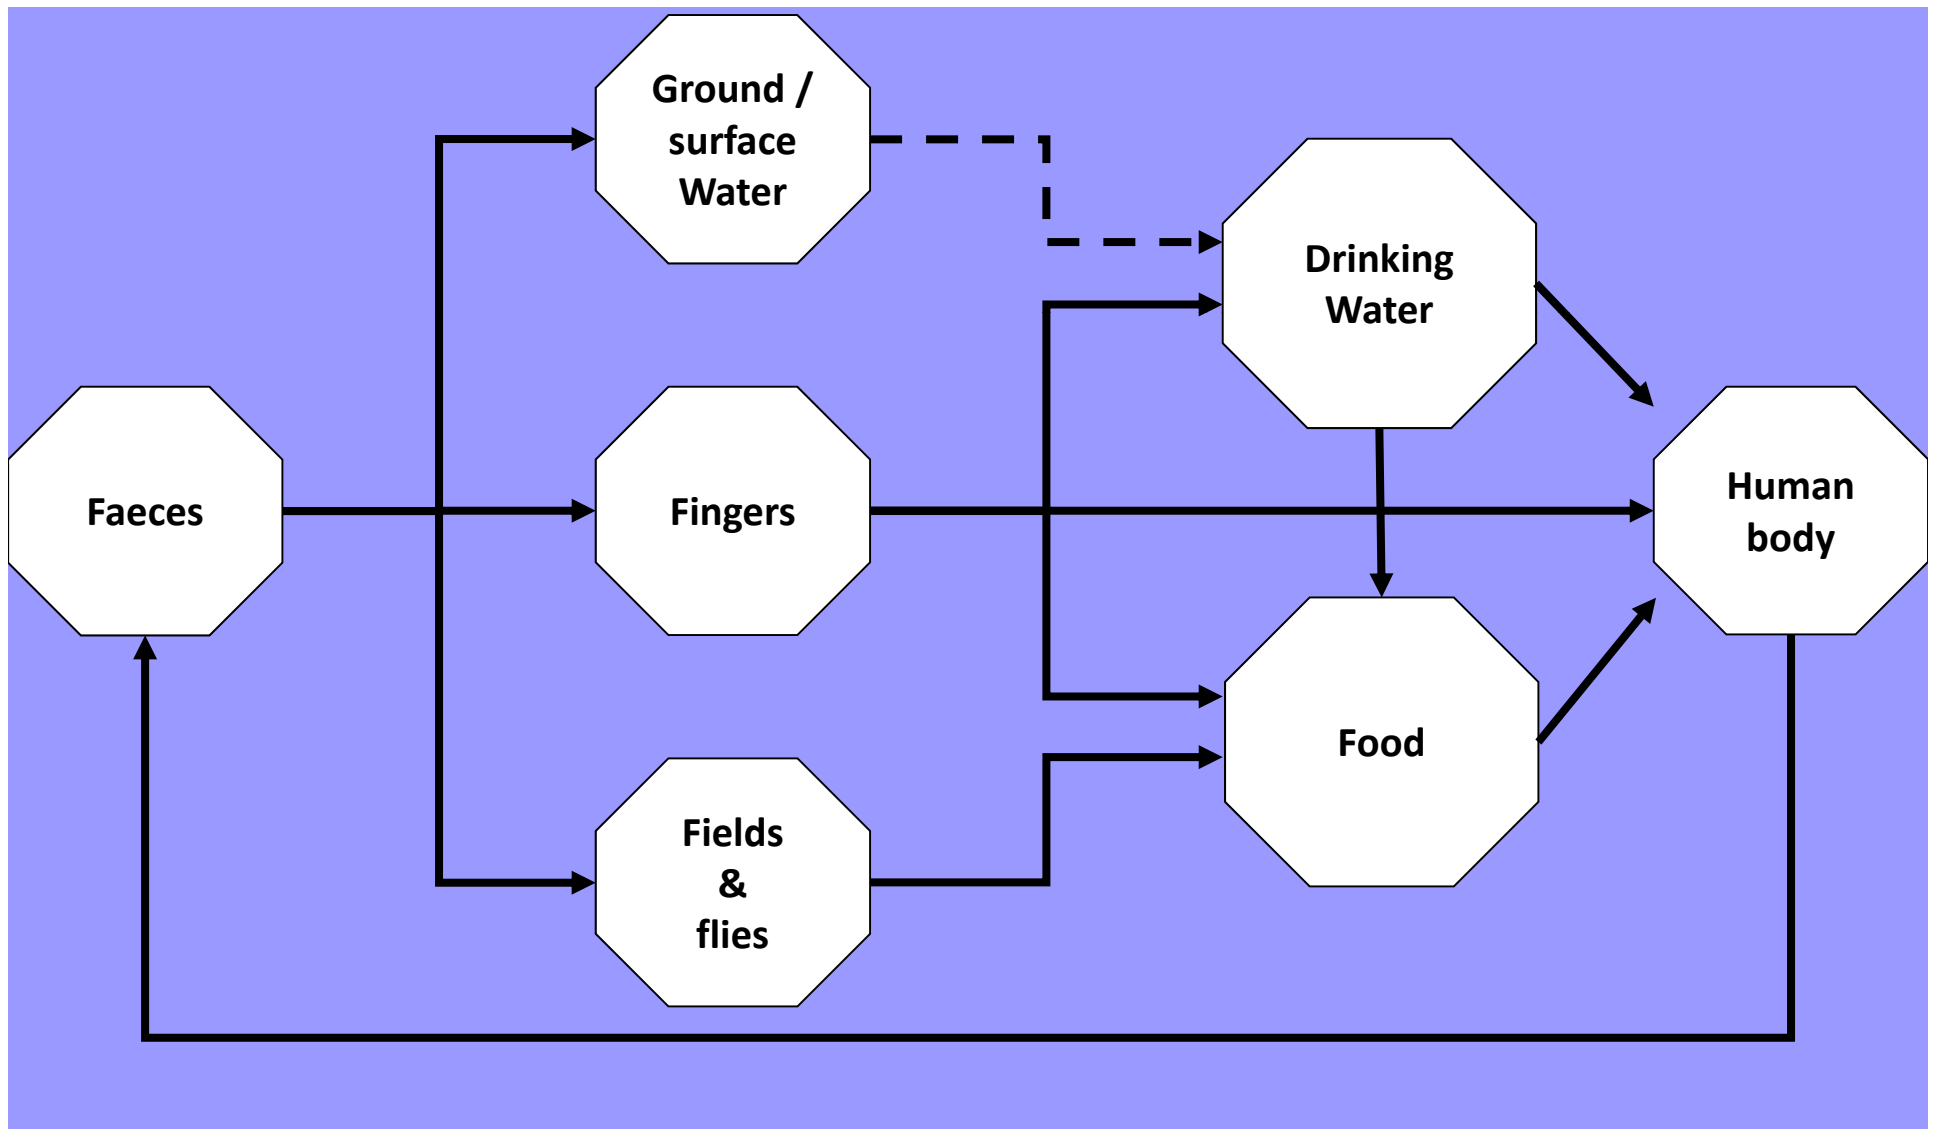 Ground /
surface
Water
Drinking
Water
Faeces
Fingers
Human
body
Food
Fields
&
flies